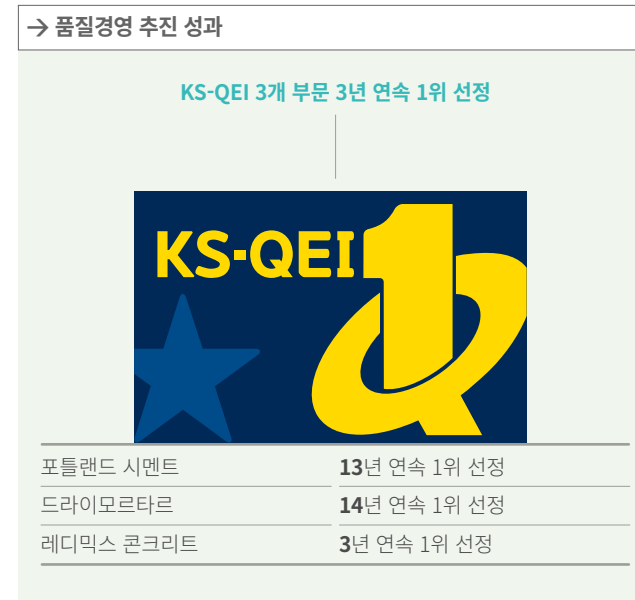 → 품질경영 추진 성과
KS-QEI 3개 부문 3년 연속 1위 선정
KS-QEI 1
포틀랜드 시멘트 13년 연속 1위 선정
드라이모르타르 14년 연속 1위 선정
레디믹스 콘크리트 3년 연속 1위 선정